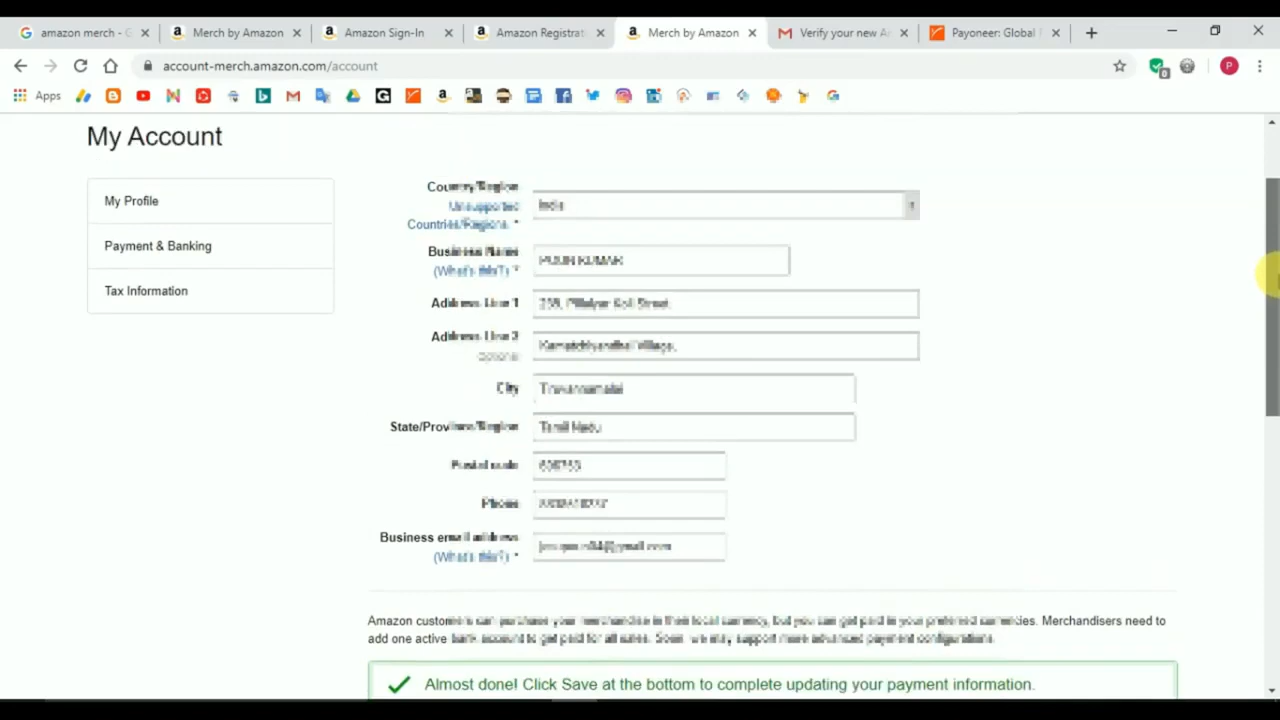 amazon merch - G
Merch by Amazon
Amazon Sign-In
Amazon Registrat
Merch by Amazon
Verify your new A
Payoneer: Global
account-merch.amazon.com/account
Apps
My Account
My Profile
Payment & Banking
Tax Information
Country/Region
Unsupported
Countries/Regions *
India
Business Name
(What's this?) *
KUMAR
Address Line 1
Street
Address Line 2
Optional
Village,
City
Tiruvannamalai
State/Province/Region
Tamil Nadu
Postal code
Phone
Business email address
(What's this?) *
Amazon customers can purchase your merchandise in their local currency, but you can get paid in your preferred currencies. Merchandisers need to
add one active bank account to get paid for all sales. Soon, we may support more advanced payment configurations.
Almost done! Click Save at the bottom to complete updating your payment information.